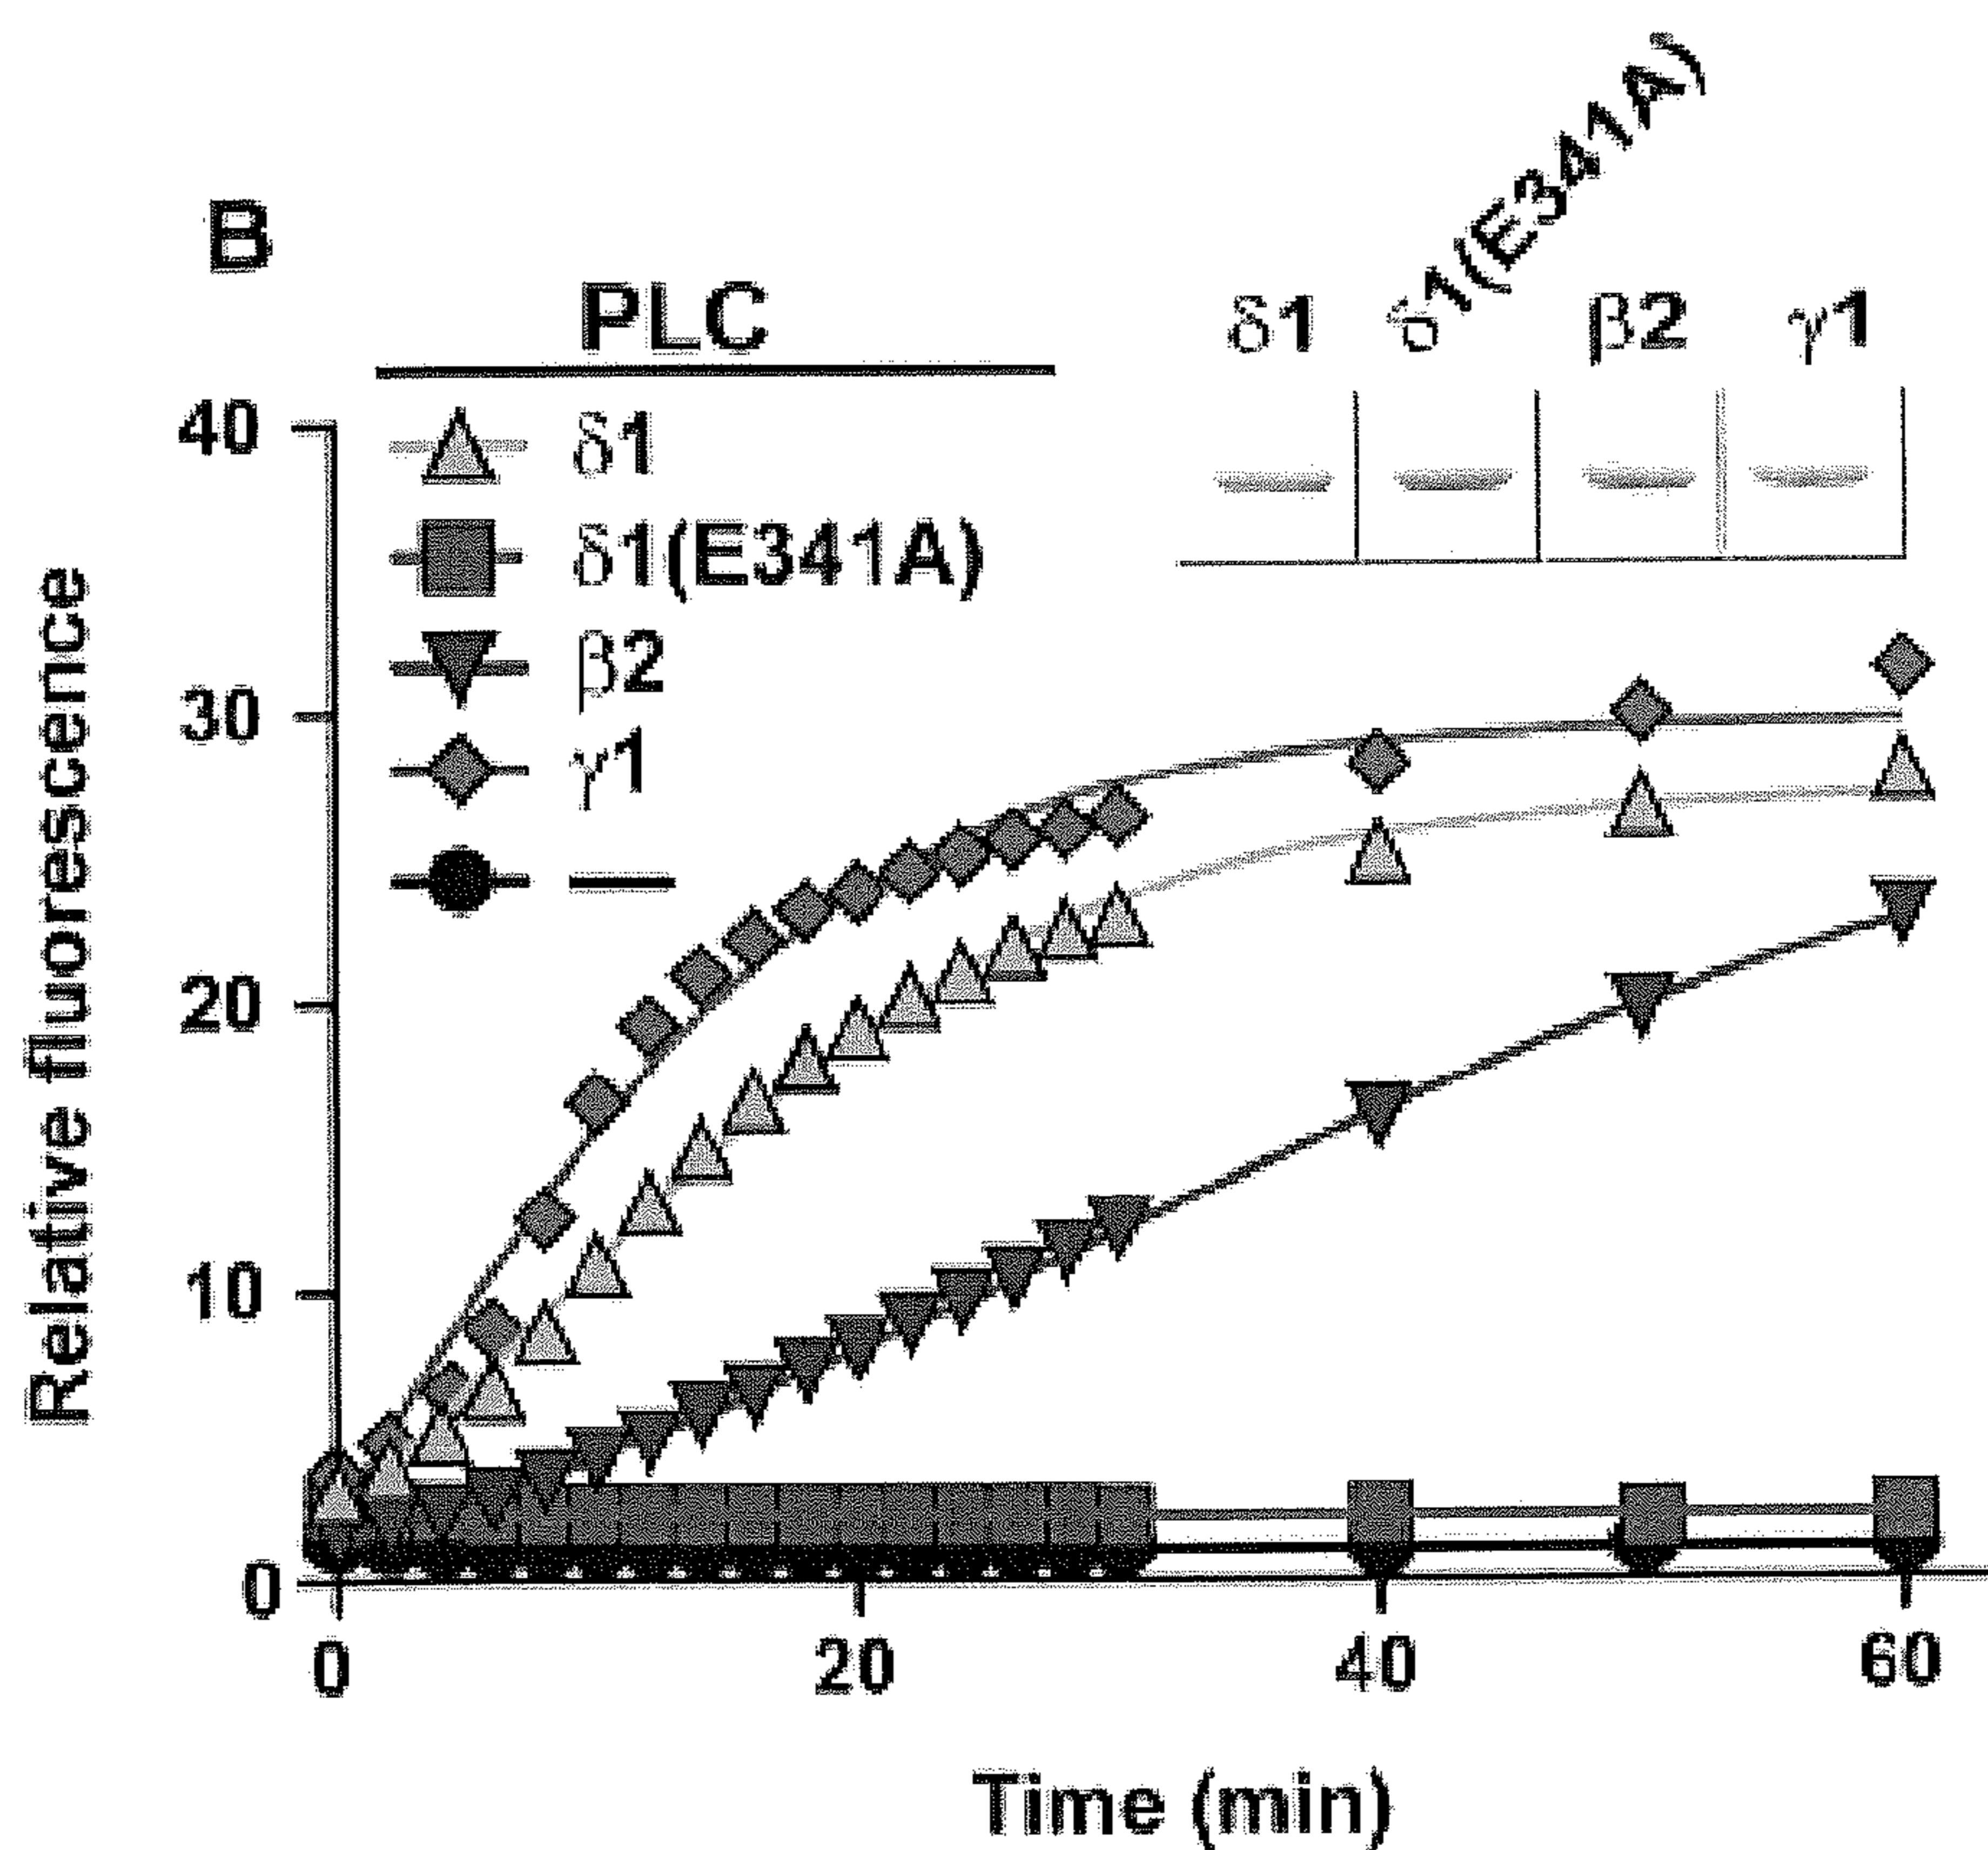 B
PLC
δ1
δ1(E341A)
β2
γ1
δ1
δ1(E341A)
β2
γ1
40
30
20
10
0
Relative fluorescence
0
20
40
60
Time (min)